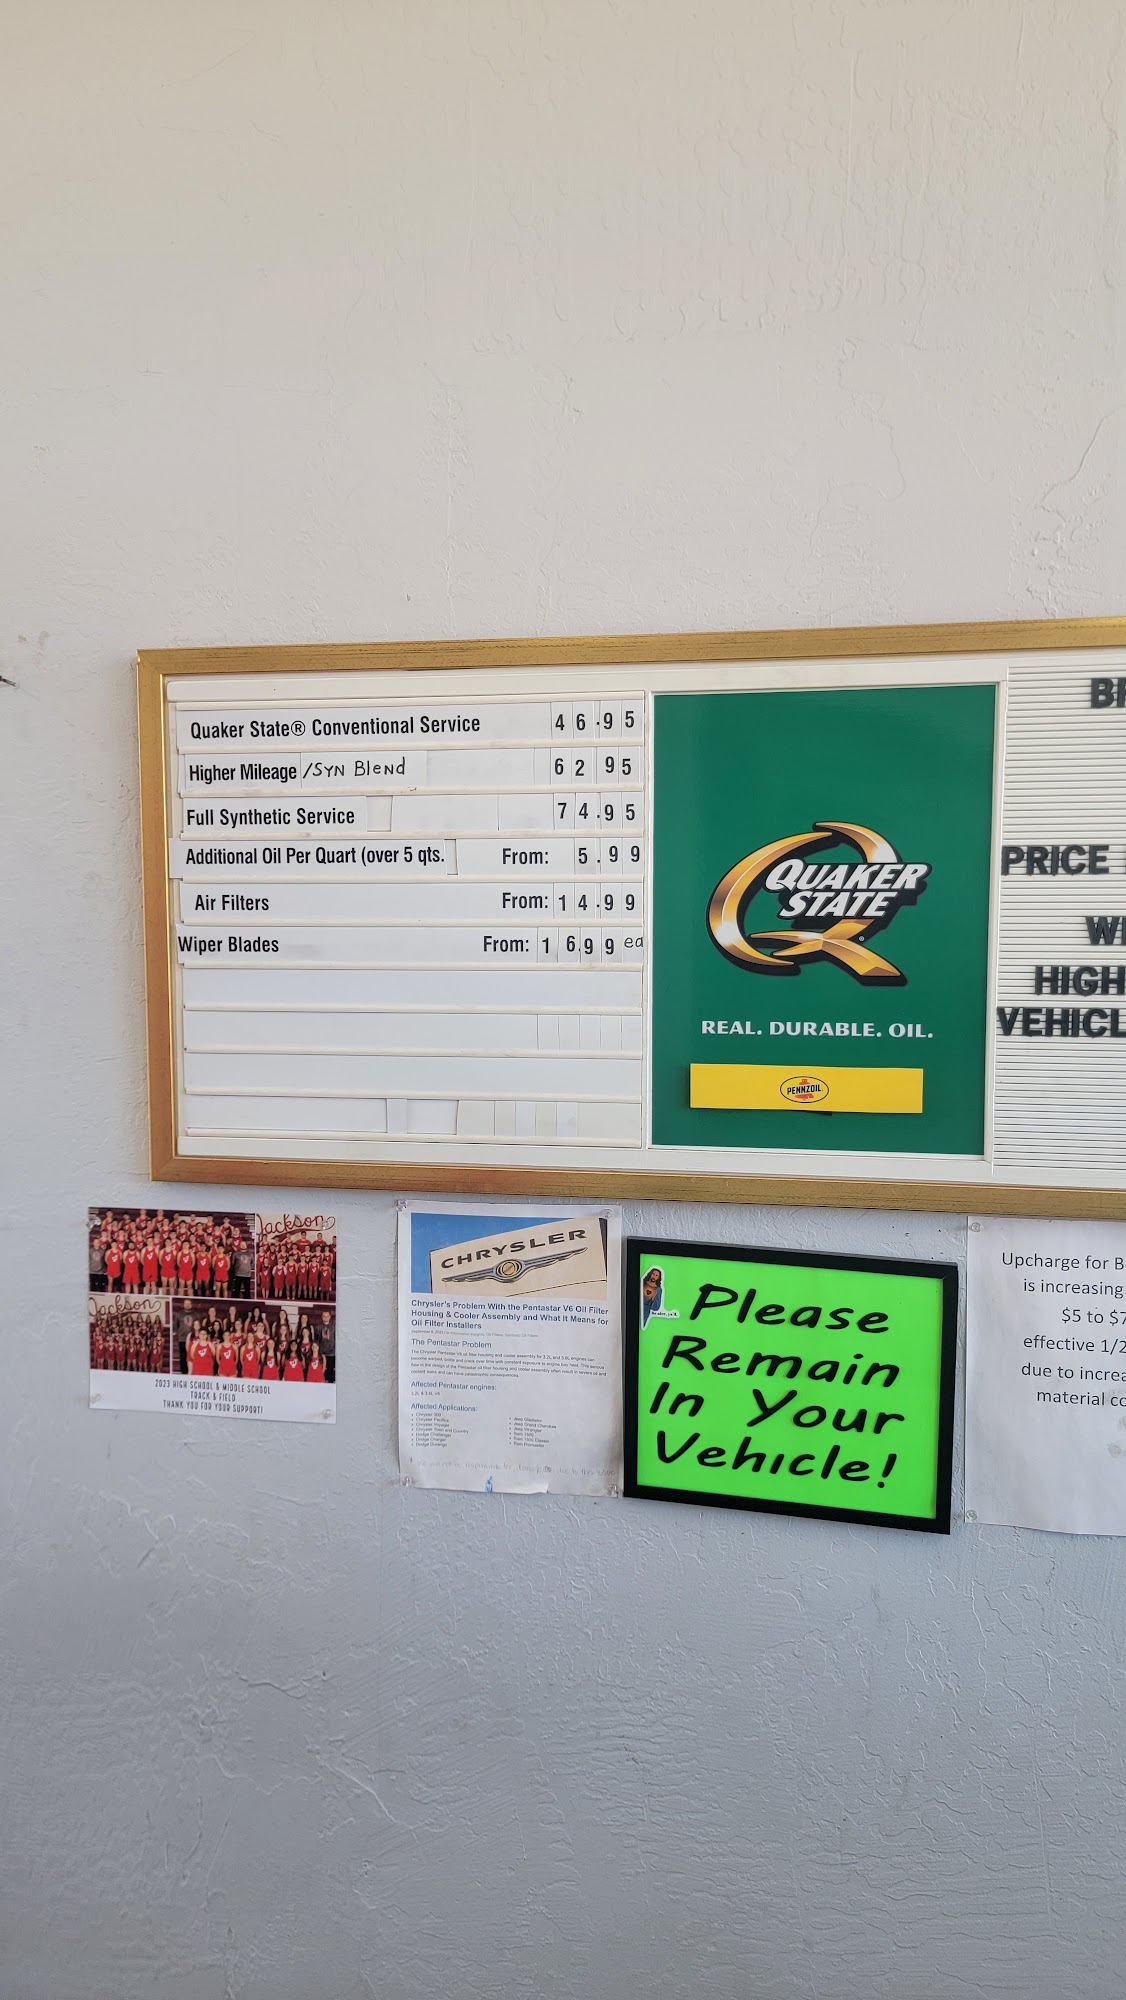 Quaker State® Conventional Service 46.95
Higher Mileage /SYN Blend 62 95
Full Synthetic Service 74.95
Additional Oil Per Quart (over 5 qts. From: 5.99
Air Filters From: 14.99
Wiper Blades From: 16.99 ea
QUAKER
STATE
REAL. DURABLE. OIL.
PENNZOIL
PRICE
HIGH
VEHICL
Jackson
Jackson
2023 HIGH SCHOOL & MIDDLE SCHOOL
TRACK & FIELD
THANK YOU FOR YOUR SUPPORT!
CHRYSLER
Chrysler's Problem With the Pentastar V6 Oil Filter
Housing & Cooler Assembly and What It Means for
Oil Filter Installers
The Pentastar Problem
Affected Pentastar engines:
Affected Applications:
Please
Remain
In Your
Vehicle!
Upcharge for
is increasing
$5 to $7
effective 1/2
due to increa
material co